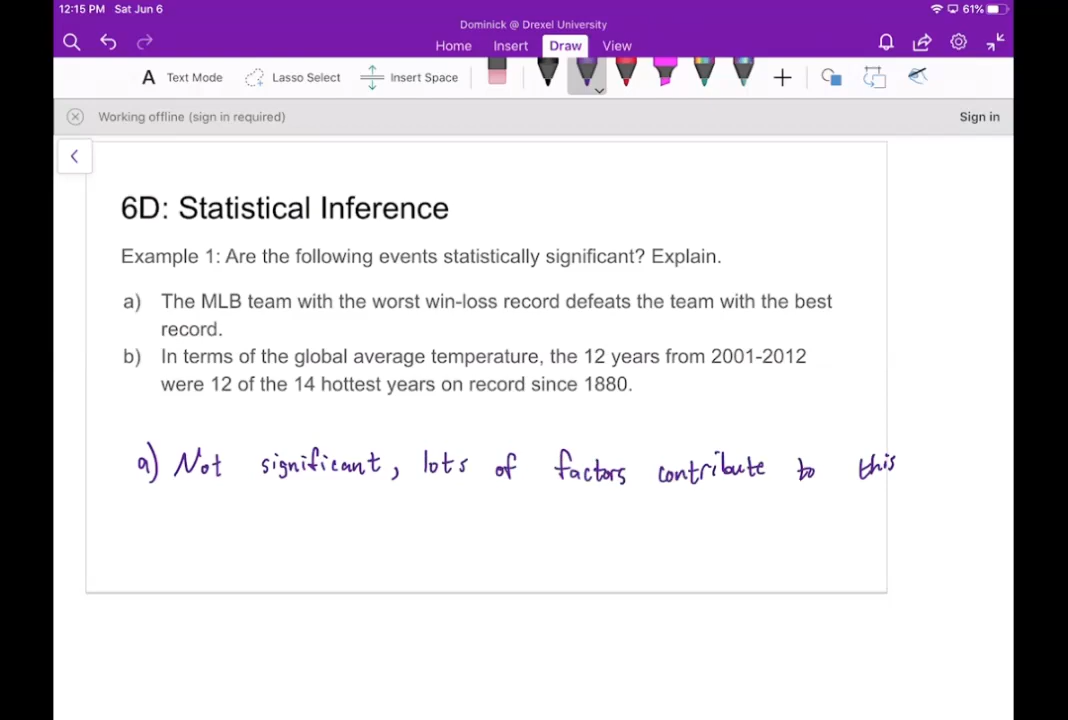 12:15 PM Sat Jun 6
61%
Dominick @ Drexel University
Home Insert Draw View
A Text Mode Lasso Select Insert Space
Working offline (sign in required) Sign in
6D: Statistical Inference
Example 1: Are the following events statistically significant? Explain.
a) The MLB team with the worst win-loss record defeats the team with the best
record.
b) In terms of the global average temperature, the 12 years from 2001-2012
were 12 of the 14 hottest years on record since 1880.
a) Not significant, lots of factors contribute to this